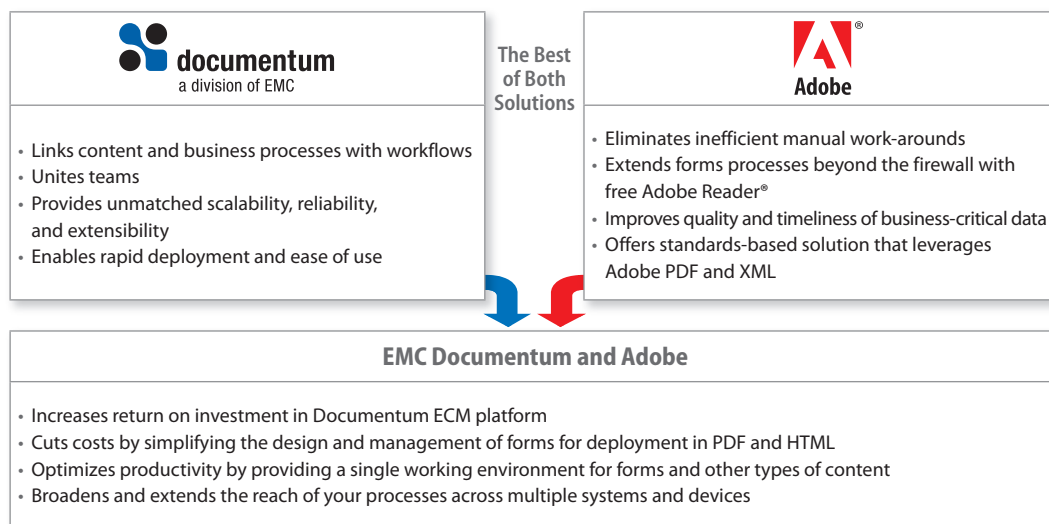 documentum
a division of EMC
The Best
of Both
Solutions
®
Adobe
• Links content and business processes with workflows
• Unites teams
• Provides unmatched scalability, reliability,
and extensibility
• Enables rapid deployment and ease of use
• Eliminates inefficient manual work-arounds
• Extends forms processes beyond the firewall with
free Adobe Reader®
• Improves quality and timeliness of business-critical data
• Offers standards-based solution that leverages
Adobe PDF and XML
EMC Documentum and Adobe
• Increases return on investment in Documentum ECM platform
• Cuts costs by simplifying the design and management of forms for deployment in PDF and HTML
• Optimizes productivity by providing a single working environment for forms and other types of content
• Broadens and extends the reach of your processes across multiple systems and devices